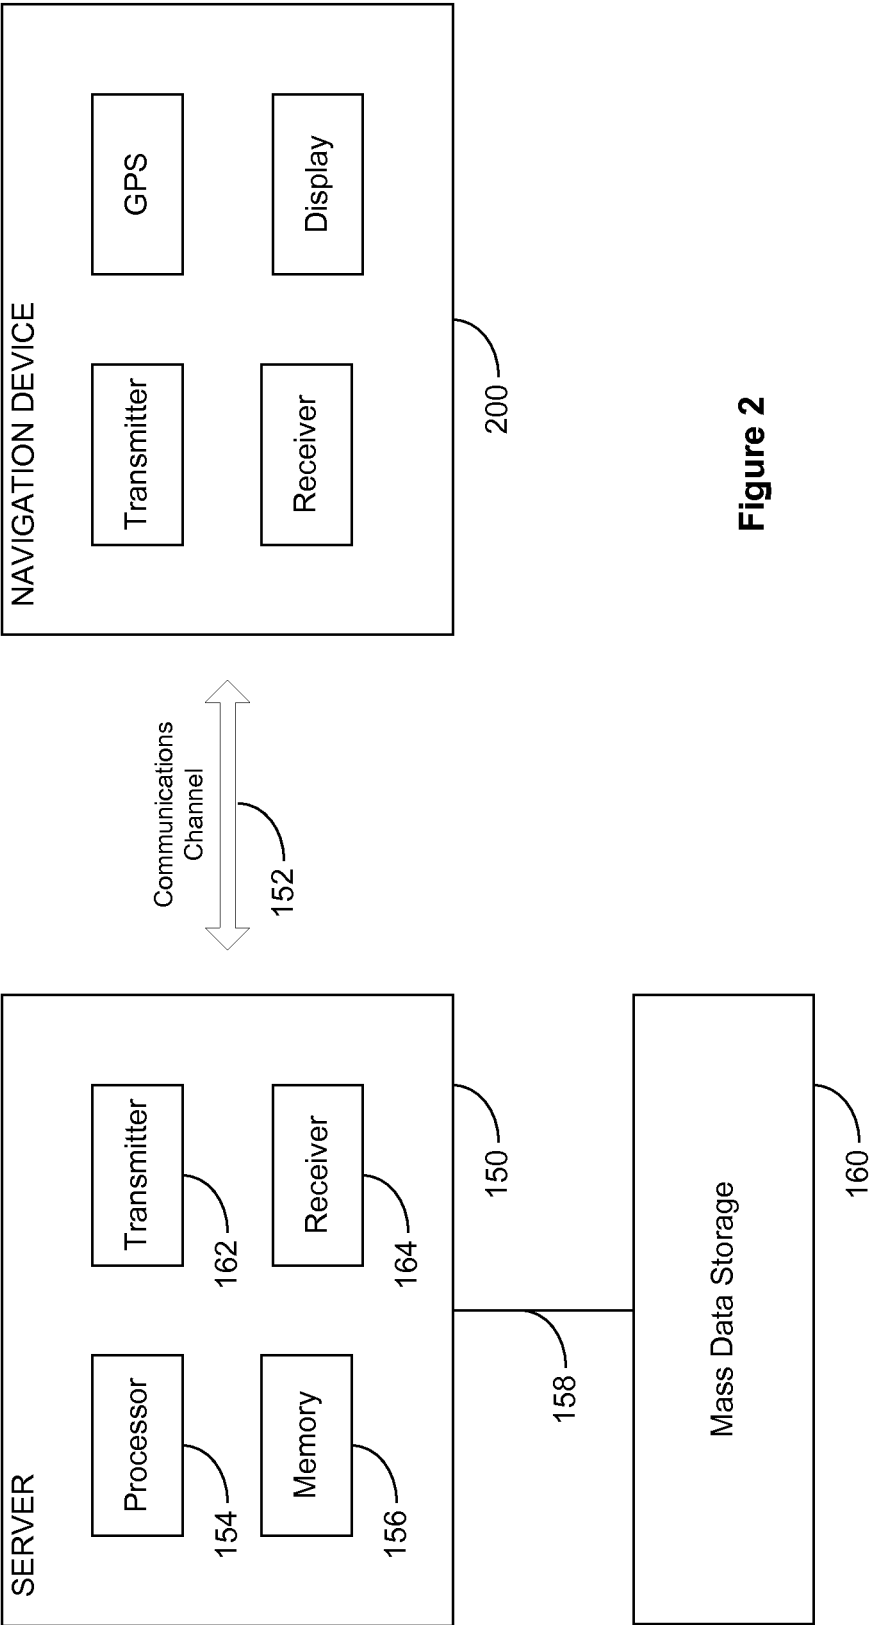 SERVER
Processor
154
Transmitter
162
Memory
156
Receiver
164
150
158
Mass Data Storage
160
Communications
Channel
152
NAVIGATION DEVICE
Transmitter
GPS
Receiver
Display
200
Figure 2